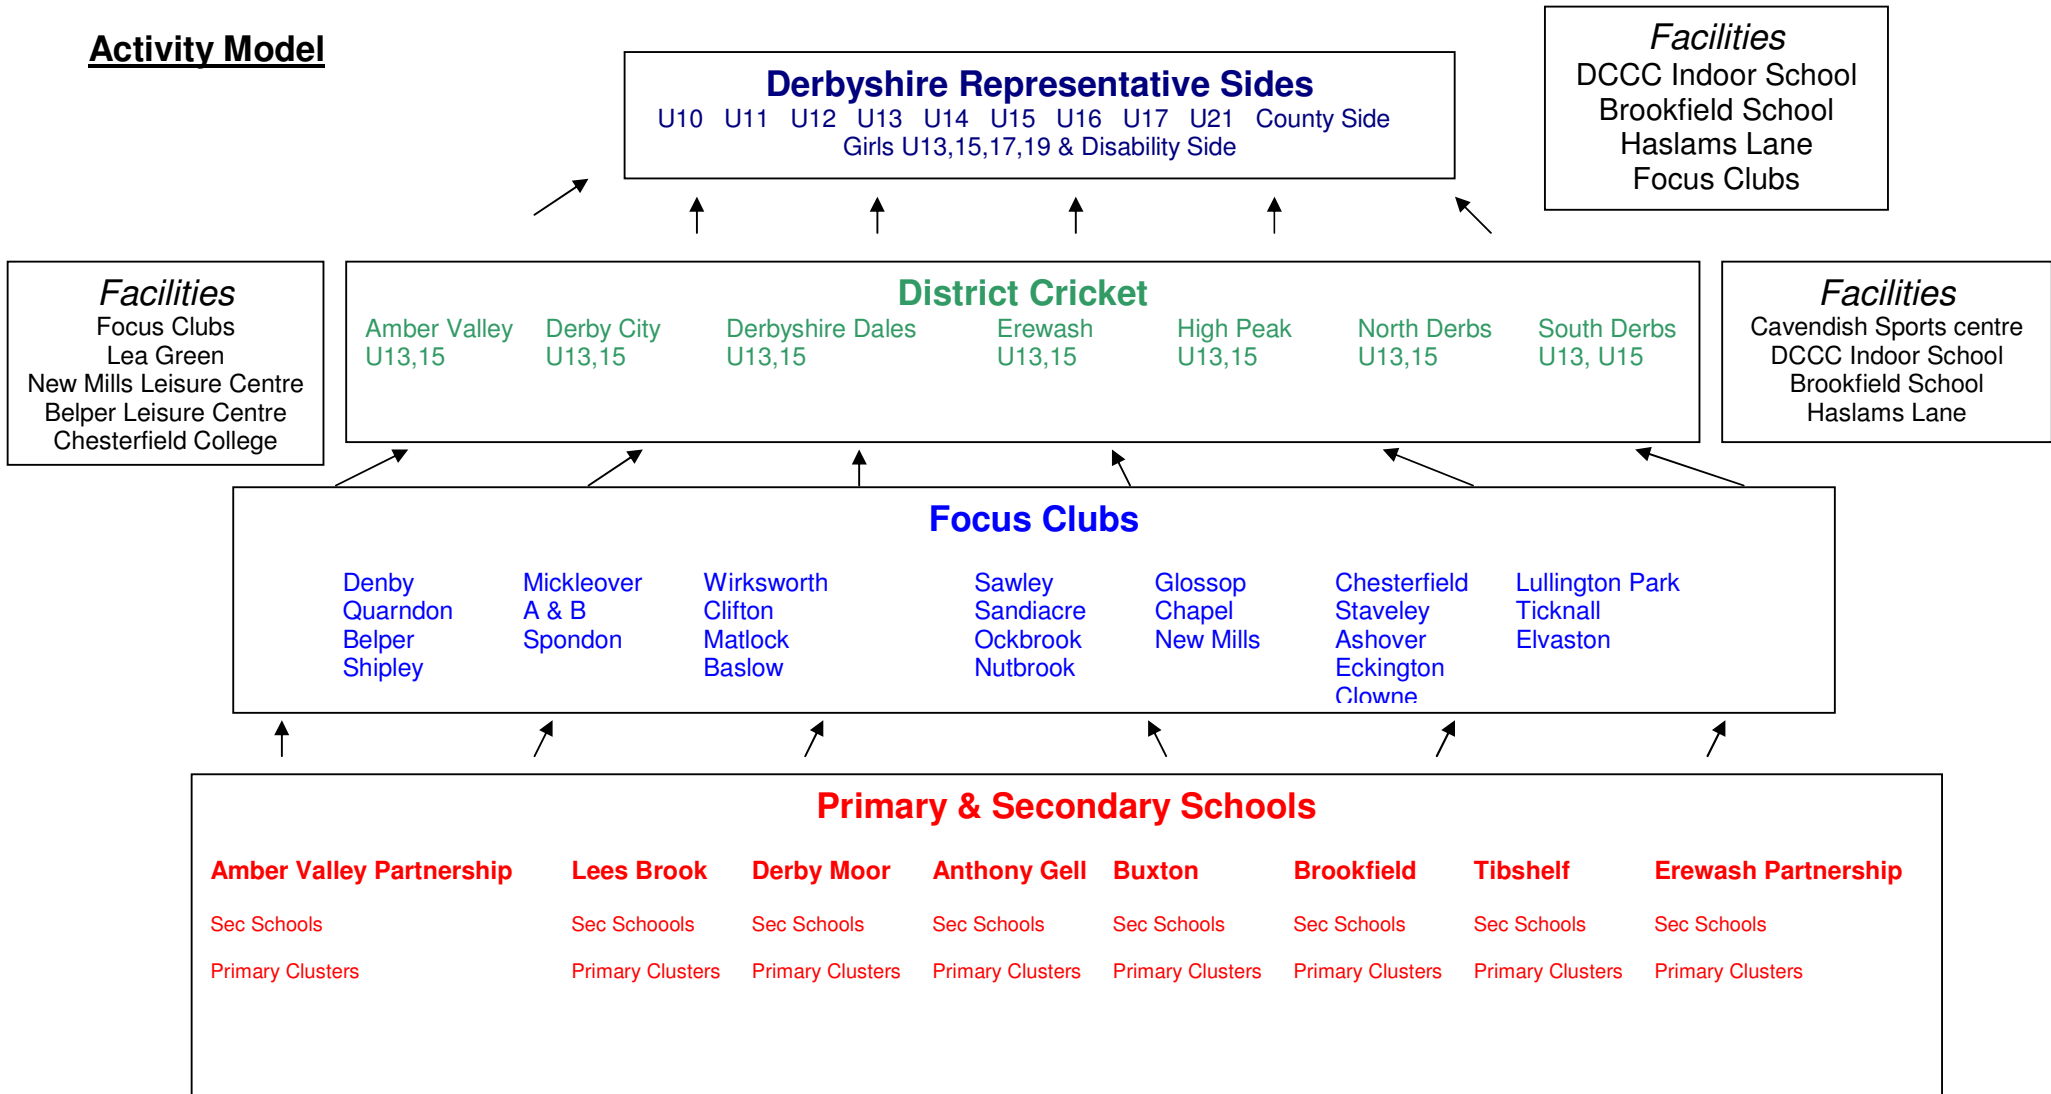 Activity Model
Derbyshire Representative Sides
U10 U11 U12 U13 U14 U15 U16 U17 U21 County Side
Girls U13,15,17,19 & Disability Side
Facilities
DCCC Indoor School
Brookfield School
Haslams Lane
Focus Clubs
Facilities
Focus Clubs
Lea Green
New Mills Leisure Centre
Belper Leisure Centre
Chesterfield College
District Cricket
Amber Valley Derby City Derbyshire Dales Erewash High Peak North Derbs South Derbs
U13,15 U13,15 U13,15 U13,15 U13,15 U13,15 U13, U15
Facilities
Cavendish Sports centre
DCCC Indoor School
Brookfield School
Haslams Lane
Focus Clubs
Denby Mickleover Wirksworth Sawley Glossop Chesterfield Lullington Park
Quarndon A & B Clifton Sandiacre Chapel Staveley Ticknall
Belper Spondon Matlock Ockbrook New Mills Ashover Elvaston
Shipley Baslow Nutbrook Eckington
Clowne
Primary & Secondary Schools
Amber Valley Partnership Lees Brook Derby Moor Anthony Gell Buxton Brookfield Tibshelf Erewash Partnership
Sec Schools Sec Schoools Sec Schools Sec Schools Sec Schools Sec Schools Sec Schools Sec Schools
Primary Clusters Primary Clusters Primary Clusters Primary Clusters Primary Clusters Primary Clusters Primary Clusters Primary Clusters